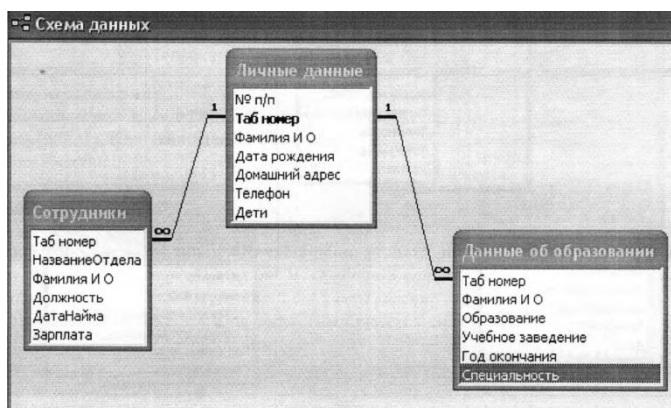 Схема данных
Личные данные
№ п/п
Таб номер
Фамилия И О
Дата рождения
Домашний адрес
Телефон
Дети
1
1
Сотрудники
Таб номер
НазваниеОтдела
Фамилия И О
Должность
ДатаНайма
Зарплата
∞
Данные об образовании
Таб номер
Фамилия И О
Образование
Учебное заведение
Год окончания
Специальность
∞